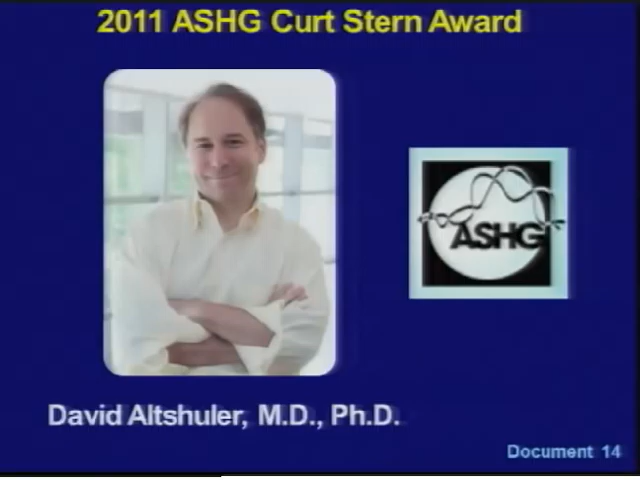 2011 ASHG Curt Stern Award
ASHG
David Altshuler, M.D., Ph.D.
Document 14